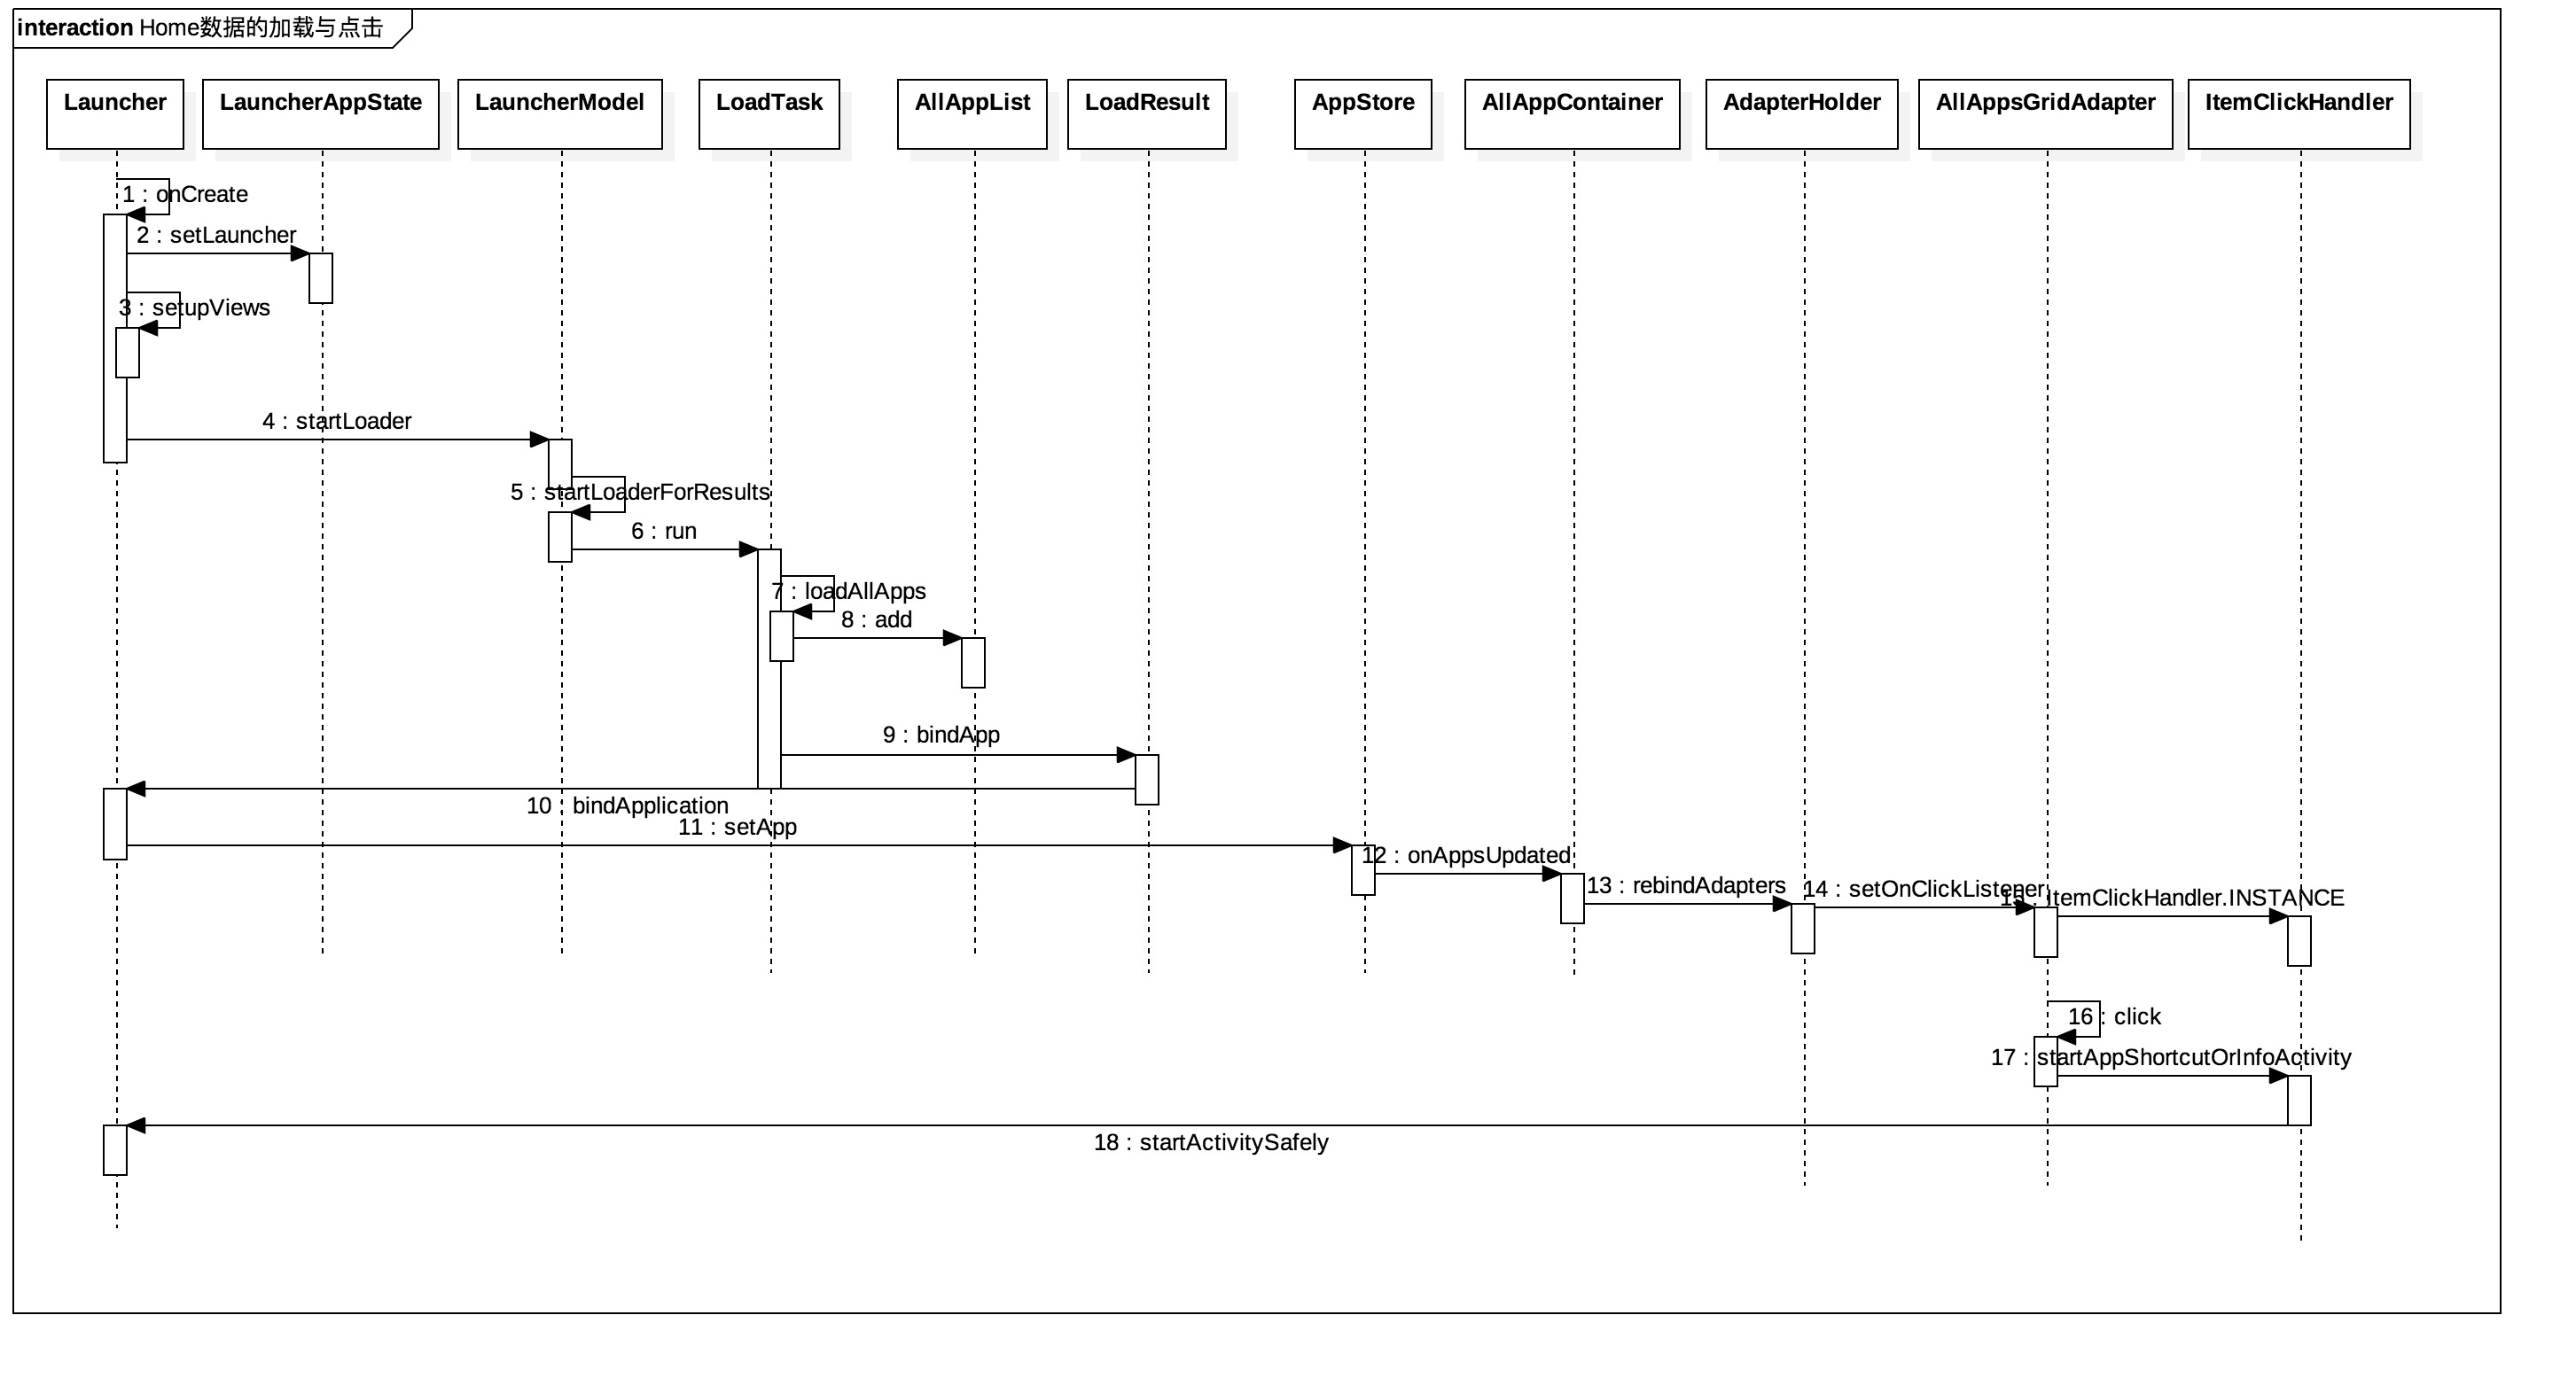 interaction Home数据的加载与点击
Launcher
LauncherAppState
LauncherModel
LoadTask
AllAppList
LoadResult
AppStore
AllAppContainer
AdapterHolder
AllAppsGridAdapter
ItemClickHandler
1 : onCreate
2 : setLauncher
3 : setupViews
4 : startLoader
5 : startLoaderForResults
6 : run
7 : loadAllApps
8 : add
9 : bindApp
10 : bindApplication
11 : setApp
12 : onAppsUpdated
13 : rebindAdapters
14 : setOnClickListener
15 : ItemClickHandler.INSTANCE
16 : click
17 : startAppShortcutOrInfoActivity
18 : startActivitySafely